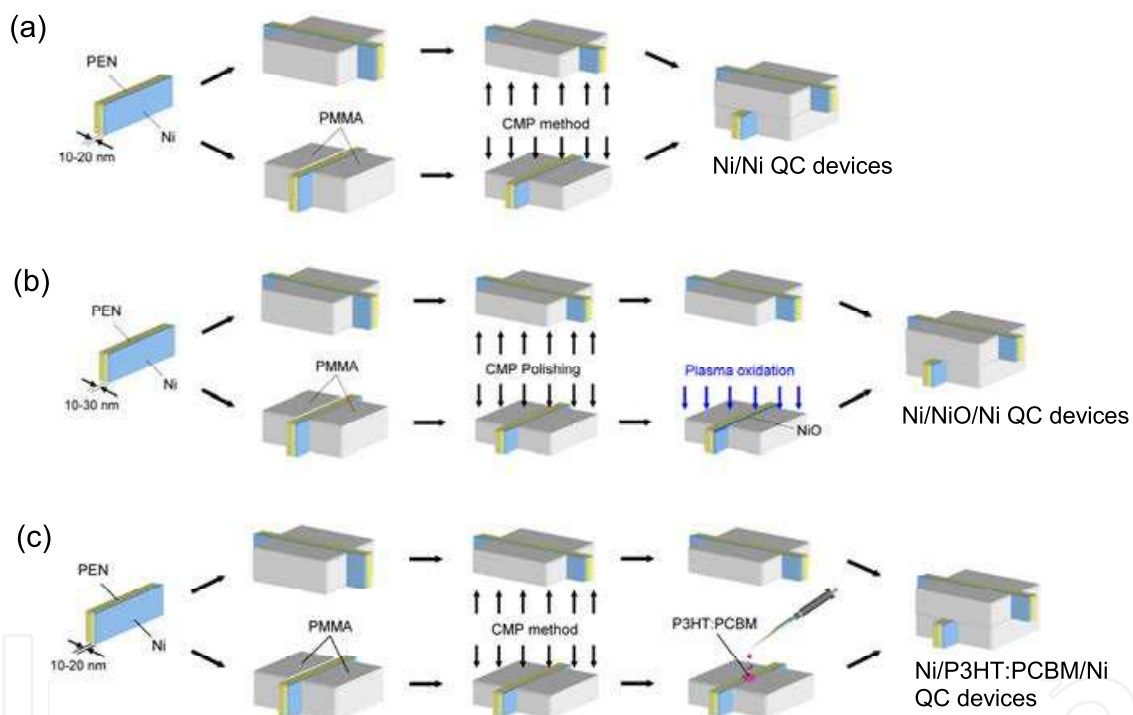 (a)
PEN
Ni
10-20 nm
PMMA
CMP method
Ni/Ni QC devices
(b)
PEN
Ni
10-30 nm
PMMA
CMP Polishing
Plasma oxidation
NiO
Ni/NiO/Ni QC devices
(c)
PEN
Ni
10-20 nm
PMMA
CMP method
P3HT:PCBM
Ni/P3HT:PCBM/Ni
QC devices